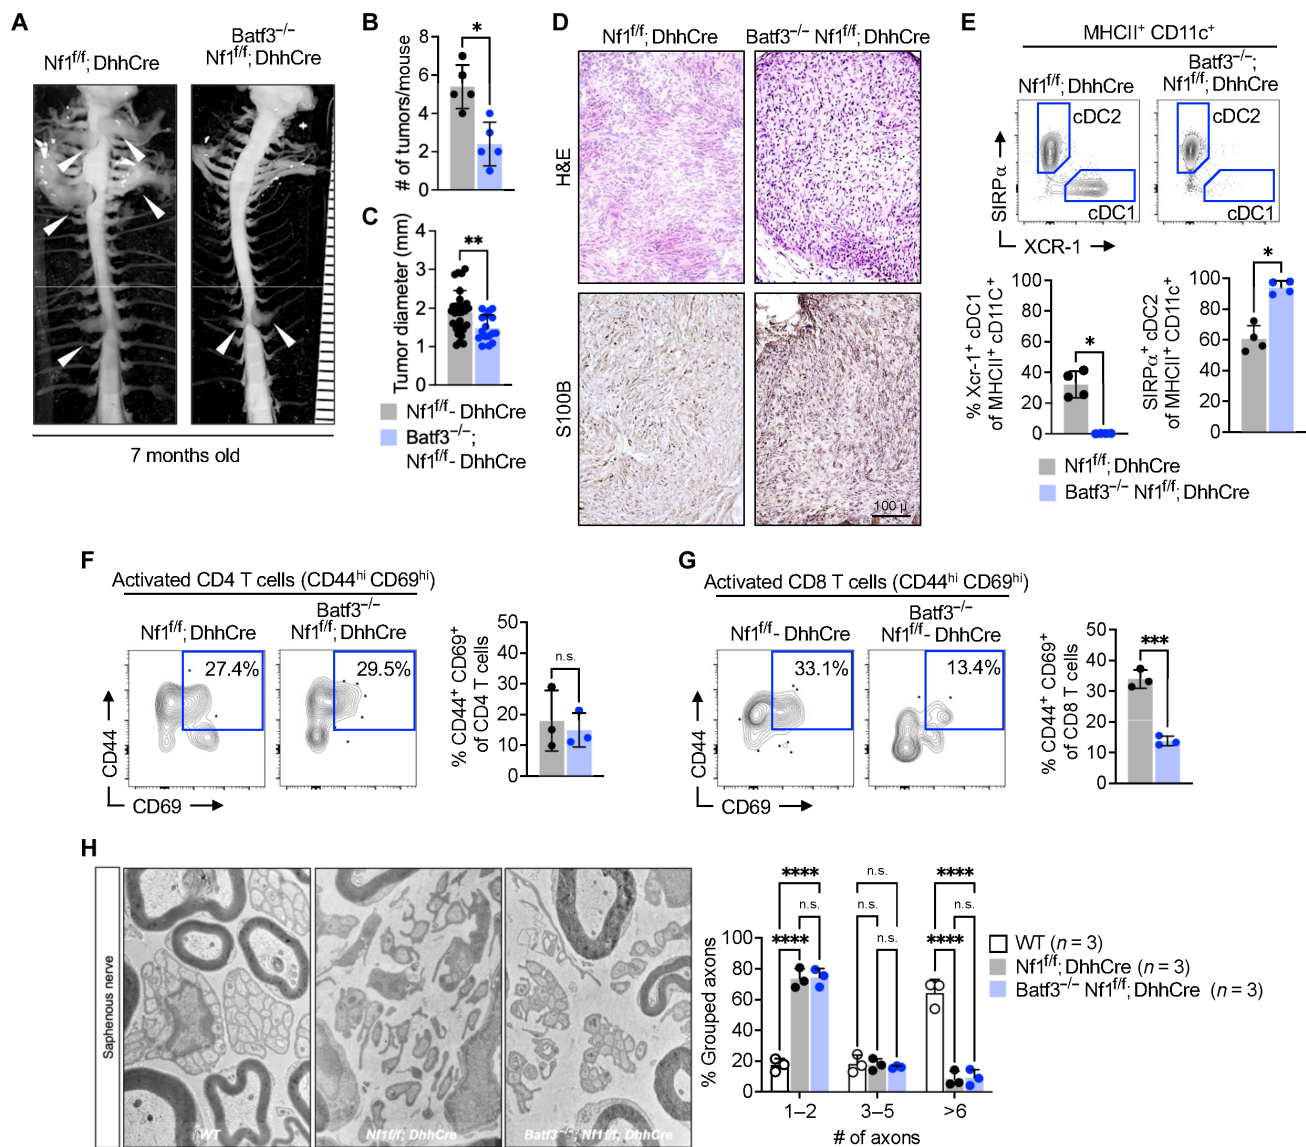 A
Nf1f/f; DhhCre
Batf3–/–
Nf1f/f; DhhCre
7 months old
B
# of tumors/mouse
8
6
4
2
0
*
C
Tumor diameter (mm)
4
3
2
1
0
**
Nf1f/f- DhhCre
Batf3–/–;
Nf1f/f- DhhCre
D
Nf1f/f; DhhCre
Batf3–/– Nf1f/f; DhhCre
H&E
S100B
100 µ
E
MHCII+ CD11c+
Nf1f/f; DhhCre
Batf3–/–;
Nf1f/f; DhhCre
cDC2
cDC1
cDC2
cDC1
SIRPα
XCR-1
% Xcr-1+ cDC1
of MHCII+ cD11C+
100
80
60
40
20
0
*
SIRPα+ cDC2
of MHCII+ CD11c+
100
80
60
40
20
0
*
Nf1f/f; DhhCre
Batf3–/– Nf1f/f; DhhCre
F
Activated CD4 T cells (CD44hi CD69hi)
Nf1f/f; DhhCre
Batf3–/–
Nf1f/f; DhhCre
27.4%
29.5%
CD44
CD69
% CD44+ CD69+
of CD4 T cells
50
40
30
20
10
0
n.s.
G
Activated CD8 T cells (CD44hi CD69hi)
Nf1f/f- DhhCre
Batf3–/–
Nf1f/f- DhhCre
33.1%
13.4%
CD44
CD69
% CD44+ CD69+
of CD8 T cells
50
40
30
20
10
0
***
H
Saphenous nerve
WT
Nf1f/f; DhhCre
Batf3–/–; Nf1f/f; DhhCre
% Grouped axons
100
80
60
40
20
0
****
n.s.
****
n.s.
n.s.
n.s.
****
n.s.
****
1–2
3–5
>6
# of axons
WT (n = 3)
Nf1f/f; DhhCre (n = 3)
Batf3–/– Nf1f/f; DhhCre (n = 3)